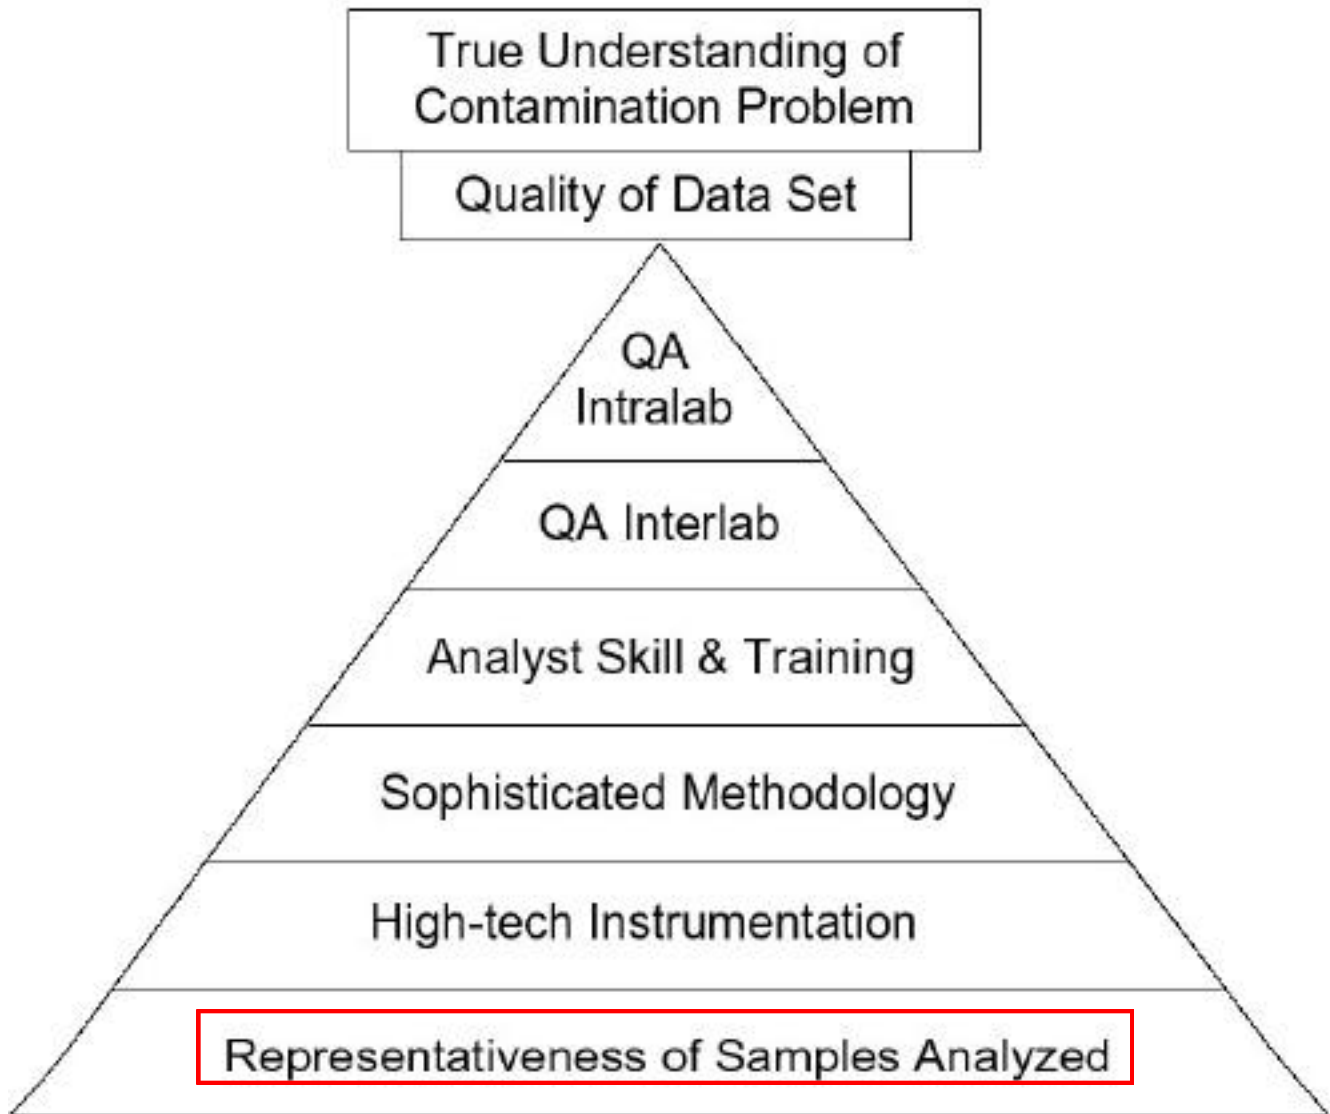 True Understanding of
Contamination Problem
Quality of Data Set
QA
Intralab
QA Interlab
Analyst Skill & Training
Sophisticated Methodology
High-tech Instrumentation
Representativeness of Samples Analyzed